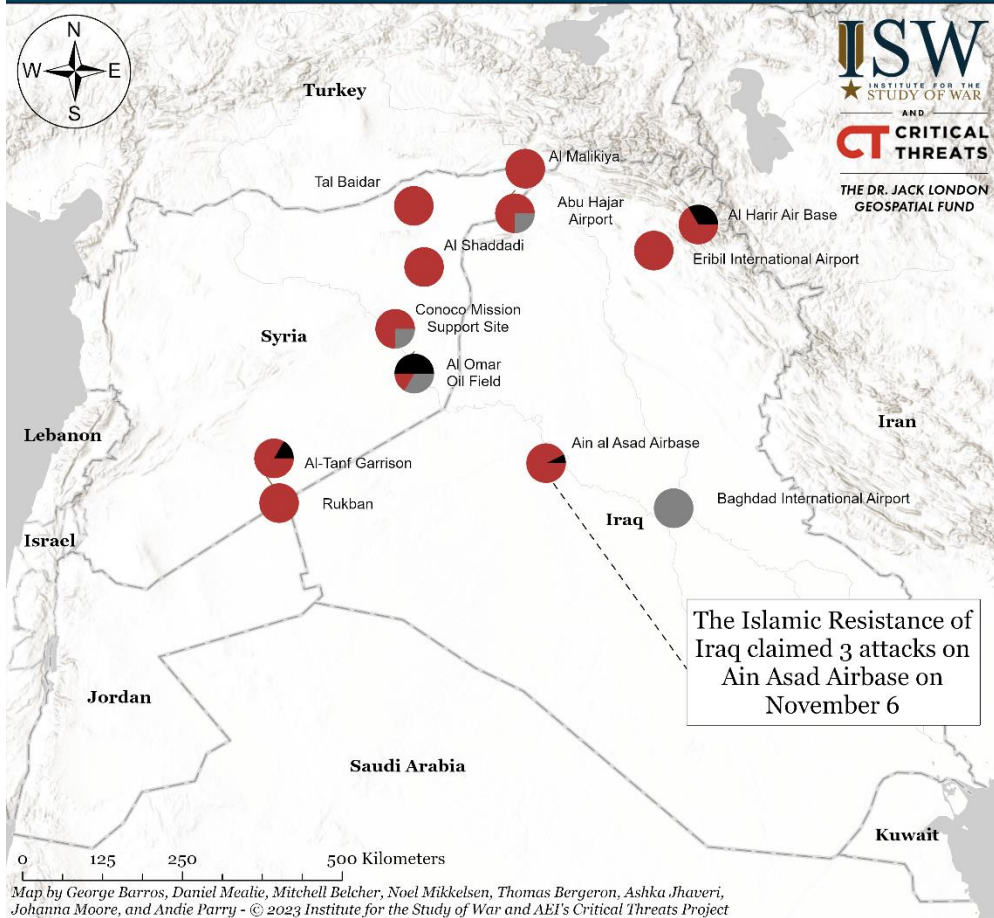 N
W
E
S
ISW
INSTITUTE FOR THE
STUDY OF WAR
AND
CT CRITICAL
THREATS
THE DR. JACK LONDON
GEOSPATIAL FUND
Turkey
Al Malikiya
Tal Baidar
Abu Hajar
Airport
Al Harir Air Base
Al Shaddadi
Eribil International Airport
Conoco Mission
Support Site
Syria
Al Omar
Oil Field
Iran
Lebanon
Ain al Asad Airbase
Al-Tanf Garrison
Baghdad International Airport
Rukban
Iraq
Israel
The Islamic Resistance of
Iraq claimed 3 attacks on
Ain Asad Airbase on
November 6
Jordan
Saudi Arabia
Kuwait
0 125 250 500 Kilometers
Map by George Barros, Daniel Mealie, Mitchell Belcher, Noel Mikkelsen, Thomas Bergeron, Ashka Jhaveri,
Johanna Moore, and Andie Parry - © 2023 Institute for the Study of War and AEI's Critical Threats Project